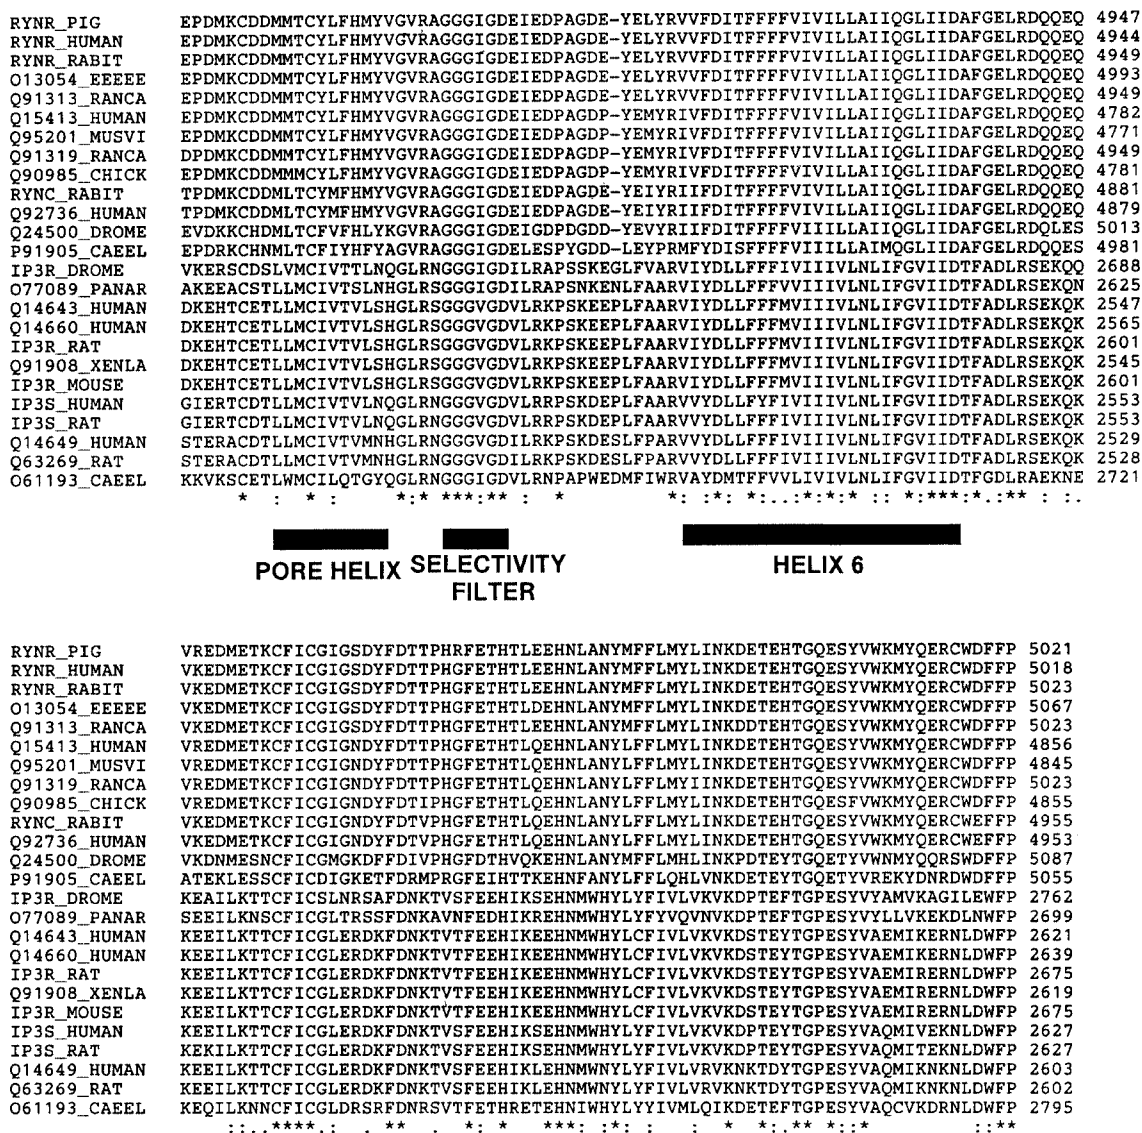 RYNR_PIG EPDMKCDDMMTCYLFHMYVGVRAGGGIGDEIEDPAGDE-YELYRVVFDITFFFFVIVILLAIIQGLIIDAFGELRDQQEQ 4947
RYNR_HUMAN EPDMKCDDMMTCYLFHMYVGVRAGGGIGDEIEDPAGDE-YELYRVVFDITFFFFVIVILLAIIQGLIIDAFGELRDQQEQ 4944
RYNR_RABIT EPDMKCDDMMTCYLFHMYVGVRAGGGIGDEIEDPAGDE-YELYRVVFDITFFFFVIVILLAIIQGLIIDAFGELRDQQEQ 4949
O13054_EEEEE EPDMKCDDMMTCYLFHMYVGVRAGGGIGDEIEDPAGDE-YELYRVVFDITFFFFVIVILLAIIQGLIIDAFGELRDQQEQ 4993
Q91313_RANCA EPDMKCDDMMTCYLFHMYVGVRAGGGIGDEIEDPAGDE-YELYRVVFDITFFFFVIVILLAIIQGLIIDAFGELRDQQEQ 4949
Q15413_HUMAN EPDMKCDDMMTCYLFHMYVGVRAGGGIGDEIEDPAGDP-YEMYRIVFDITFFFFVIVILLAIIQGLIIDAFGELRDQQEQ 4782
Q95201_MUSVI EPDMKCDDMMTCYLFHMYVGVRAGGGIGDEIEDPAGDP-YEMYRIVFDITFFFFVIVILLAIIQGLIIDAFGELRDQQEQ 4771
Q91319_RANCA DPDMKCDDMMTCYLFHMYVGVRAGGGIGDEIEDPAGDP-YEMYRIVFDITFFFFVIVILLAIIQGLIIDAFGELRDQQEQ 4949
Q90985_CHICK EPDMKCDDMMMCYLFHMYVGVRAGGGIGDEIEDPAGDP-YEMYRIVFDITFFFFVIVILLAIIQGLIIDAFGELRDQQEQ 4781
RYNC_RABIT TPDMKCDDMLTCYMFHMYVGVRAGGGIGDEIEDPAGDE-YEIYRIIFDITFFFFVIVILLAIIQGLIIDAFGELRDQQEQ 4881
Q92736_HUMAN TPDMKCDDMLTCYMFHMYVGVRAGGGIGDEIEDPAGDE-YEIYRIIFDITFFFFVIVILLAIIQGLIIDAFGELRDQQEQ 4879
Q24500_DROME EVDKKCHDMLTCFVFHLYKGVRAGGGIGDEIGDPDGDD-YEVYRIIFDITFFFFVIIILLAIIQGLIIDAFGELRDQLES 5013
P91905_CAEEL EPDRKCHNMLTCFIYHFYAGVRAGGGIGDELESPYGDD-LEYPRMFYDISFFFFVIIILLAIMQGLIIDAFGELRDQQES 4981
IP3R_DROME VKERSCDSLVMCIVTTLNQGLRNGGGIGDILRAPSSKEGLFVARVIYDLLFFFIVIIIVLNLIFGVIIDTFADLRSEKQQ 2688
O77089_PANAR AKEEACSTLLMCIVTSLNHGLRNGGGIGDILRAPSNKENLFAARVIYDLLFFFVVIIIVLNLIFGVIIDTFADLRSEKQN 2625
Q14643_HUMAN DKEHTCETLLMCIVTVLSHGLRSGGGVGDVLRKPSKEEPLFAARVIYDLLFFFMVIIIVLNLIFGVIIDTFADLRSEKQK 2547
Q14660_HUMAN DKEHTCETLLMCIVTVLSHGLRSGGGVGDVLRKPSKEEPLFAARVIYDLLFFFMVIIIVLNLIFGVIIDTFADLRSEKQK 2565
IP3R_RAT DKEHTCETLLMCIVTVLSHGLRSGGGVGDVLRKPSKEEPLFAARVIYDLLFFFMVIIIVLNLIFGVIIDTFADLRSEKQK 2601
Q91908_XENLA DKEHTCETLLMCIVTVLSHGLRSGGGVGDVLRKPSKEEPLFAARVIYDLLFFFMVIIIVLNLIFGVIIDTFADLRSEKQK 2545
IP3R_MOUSE DKEHTCETLLMCIVTVLSHGLRSGGGVGDVLRKPSKEEPLFAARVIYDLLFFFMVIIIVLNLIFGVIIDTFADLRSEKQK 2601
IP3S_HUMAN GIERTCDTLLMCIVTVLNQGLRNGGGVGDVLRRPSKDEPLFAARVVYDLLFYFIVIIIVLNLIFGVIIDTFADLRSEKQK 2553
IP3S_RAT GIERTCDTLLMCIVTVLNQGLRNGGGVGDVLRRPSKDEPLFAARVVYDLLFFFIVIIIVLNLIFGVIIDTFADLRSEKQK 2553
Q14649_HUMAN STERACDTLLMCIVTVMNHGLRNGGGVGDILRKPSKDESLFPARVVYDLLFFFIVIIIVLNLIFGVIIDTFADLRSEKQK 2529
Q63269_RAT STERACDTLLMCIVTVMNHGLRNGGGVGDILRKPSKDESLFPARVVYDLLFFFIVIIIVLNLIFGVIIDTFADLRSEKQK 2528
O61193_CAEEL KKVKSCETLWMCILQTGYQGLRNGGGIGDVLRNPAPWEDMFIWRVAYDMTFFVVLIVIVLNLIFGVIIDTFGDLRAEKNE 2721
* : * : *:* ***:** : * *: :*: **:..:*:*:* :* *:***:*.:** : :.
PORE HELIX SELECTIVITY HELIX 6
FILTER
RYNR_PIG VREDMETKCFICGIGSDYFDTTPHRFETHTLEEHNLANYMFFLMYLINKDETEHTGQESYVWKMYQERCWDFFP 5021
RYNR_HUMAN VKEDMETKCFICGIGSDYFDTTPHGFETHTLEEHNLANYMFFLMYLINKDETEHTGQESYVWKMYQERCWDFFP 5018
RYNR_RABIT VKEDMETKCFICGIGSDYFDTTPHGFETHTLEEHNLANYMFFLMYLINKDETEHTGQESYVWKMYQERCWDFFP 5023
O13054_EEEEE VKEDMETKCFICGIGSDYFDTTPHGFETHTLDEHNLANYMFFLMYLINKDETEHTGQESYVWKMYQERCWDFFP 5067
Q91313_RANCA VKEDMETKCFICGIGSDYFDTTPHGFETHTLEEHNLANYMFFLMYLINKDDTEHTGQESYVWKMYQERCWDFFP 5023
Q15413_HUMAN VREDMETKCFICGIGNDYFDTTPHGFETHTLQEHNLANYLFFLMYLINKDETEHTGQESYVWKMYQERCWDFFP 4856
Q95201_MUSVI VREDMETKCFICGIGNDYFDTTPHGFETHTLQEHNLANYLFFLMYLINKDETEHTGQESYVWKMYQERCWDFFP 4845
Q91319_RANCA VREDMETKCFICGIGNDYFDTTPHGFETHTLQEHNLANYLFFLMYIINKDETEHTGQESYVWKMYQERCWDFFP 5023
Q90985_CHICK VREDMETKCFICGIGNDYFDTIPHGFETHTLQEHNLANYLFFLMYLINKDETEHTGQESFVWKMYQERCWDFFP 4855
RYNC_RABIT VKEDMETKCFICGIGNDYFDTVPHGFETHTLQEHNLANYLFFLMYLINKDETEHTGQESYVWKMYQERCWEFFP 4955
Q92736_HUMAN VKEDMETKCFICGIGNDYFDTVPHGFETHTLQEHNLANYLFFLMYLINKDETEHTGQESYVWKMYQERCWEFFP 4953
Q24500_DROME VKDNMESNCFICGMGKDFFDIVPHGFDTHVQKEHNLANYMFFLMHLINKPDTEYTGQETYVWNMYQQRSWDFFP 5087
P91905_CAEEL ATEKLESSCFICDIGKETFDRMPRGFEIHTTKEHNFANYLFFLQHLVNKDETEYTGQETYVREKYDNRDWDFFP 5055
IP3R_DROME KEAILKTTCFICSLNRSAFDNKTVSFEEHIKSEHNMWHYLYFIVLVKVKDPTEFTGPESYVYAMVKAGILEWFP 2762
O77089_PANAR SEEILKNSCFICGLTRSSFDNKAVNFEDHIKREHNMWHYLYFYVQVNVKDPTEFTGPESYVYLLVKEKDLNWFP 2699
Q14643_HUMAN KEEILKTTCFICGLERDKFDNKTVTFEEHIKEEHNMWHYLCFIVLVKVKDSTEYTGPESYVAEMIKERNLDWFP 2621
Q14660_HUMAN KEEILKTTCFICGLERDKFDNKTVTFEEHIKEEHNMWHYLCFIVLVKVKDSTEYTGPESYVAEMIKERNLDWFP 2639
IP3R_RAT KEEILKTTCFICGLERDKFDNKTVTFEEHIKEEHNMWHYLCFIVLVKVKDSTEYTGPESYVAEMIRERNLDWFP 2675
Q91908_XENLA KEEILKTTCFICGLERDKFDNKTVTFEEHIKEEHNMWHYLCFIVLVKVKDSTEYTGPESYVAEMIRERNLDWFP 2619
IP3R_MOUSE KEEILKTTCFICGLERDKFDNKTVTFEEHIKEEHNMWHYLCFIVLVKVKDSTEYTGPESYVAEMIRERNLDWFP 2675
IP3S_HUMAN KEEILKTTCFICGLERDKFDNKTVSFEEHIKSEHNMWHYLYFIVLVKVKDPTEYTGPESYVAQMIVEKNLDWFP 2627
IP3S_RAT KEKILKTTCFICGLERDKFDNKTVSFEEHIKSEHNMWHYLYFIVLVKVKDPTEYTGPESYVAQMITEKNLDWFP 2627
Q14649_HUMAN KEEILKTTCFICGLERDKFDNKTVSFEEHIKLEHNMWHYLYFIVLVRVKNKTDYTGPESYVAQMIKNKNLDWFP 2603
Q63269_RAT KEEILKTTCFICGLERDKFDNKTVSFEEHIKLEHNMWHYLYFIVLVRVKNKTDYTGPESYVAQMIKNKNLDWFP 2602
O61193_CAEEL KEQILKNNCFICGLDRSRFDNRSVTFETHRETEHNIWHYLYYIVMLQIKDETEFTGPESYVAQCVKDRNLDWFP 2795
::.. ****.: . ** . *: * ***: :*: : : : * *::** *::* ::**